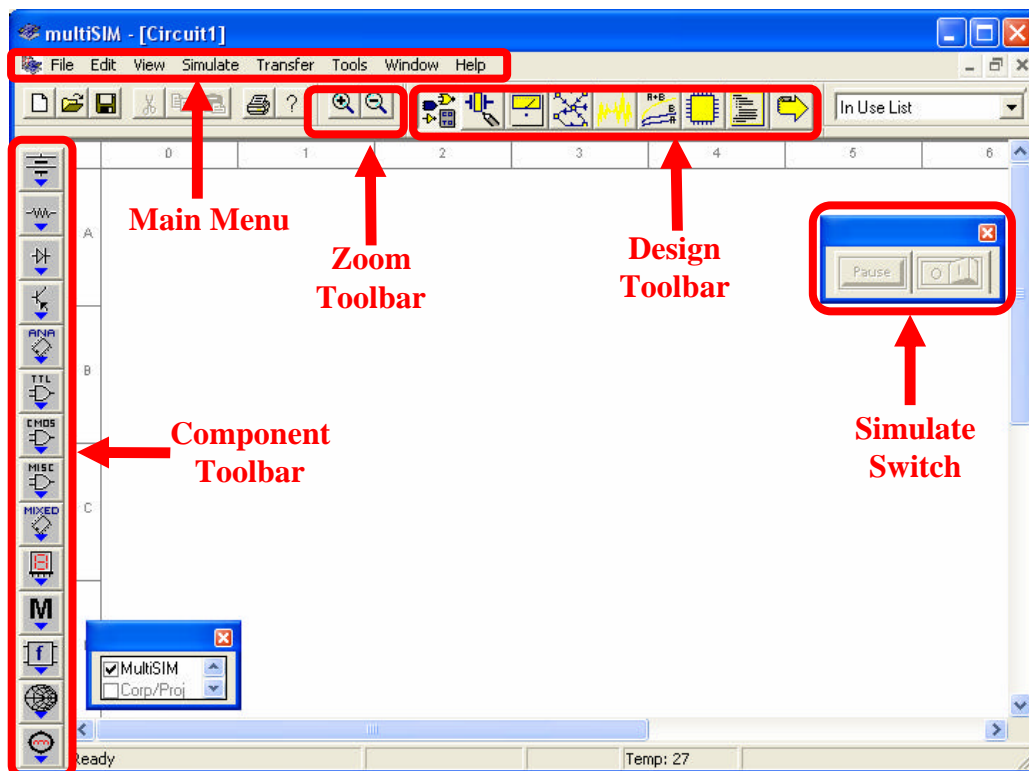 multiSIM - [Circuit1]
File Edit View Simulate Transfer Tools Window Help
?
R+B
B
A
In Use List
0 1 2 3 4 5 6
Main Menu
A
Zoom
Toolbar
Design
Toolbar
Pause
ANA
B
TTL
CMOS
Component
Toolbar
Simulate
Switch
MISC
MIXED
C
M
f
MultiSIM
Corp/Proj
Ready
Temp: 27